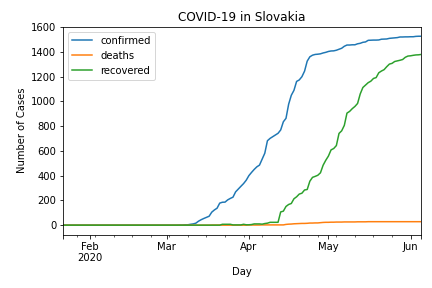 COVID-19 in Slovakia
confirmed
deaths
recovered
Number of Cases
1600
1400
1200
1000
800
600
400
200
0
Feb
2020
Mar
Apr
May
Jun
Day